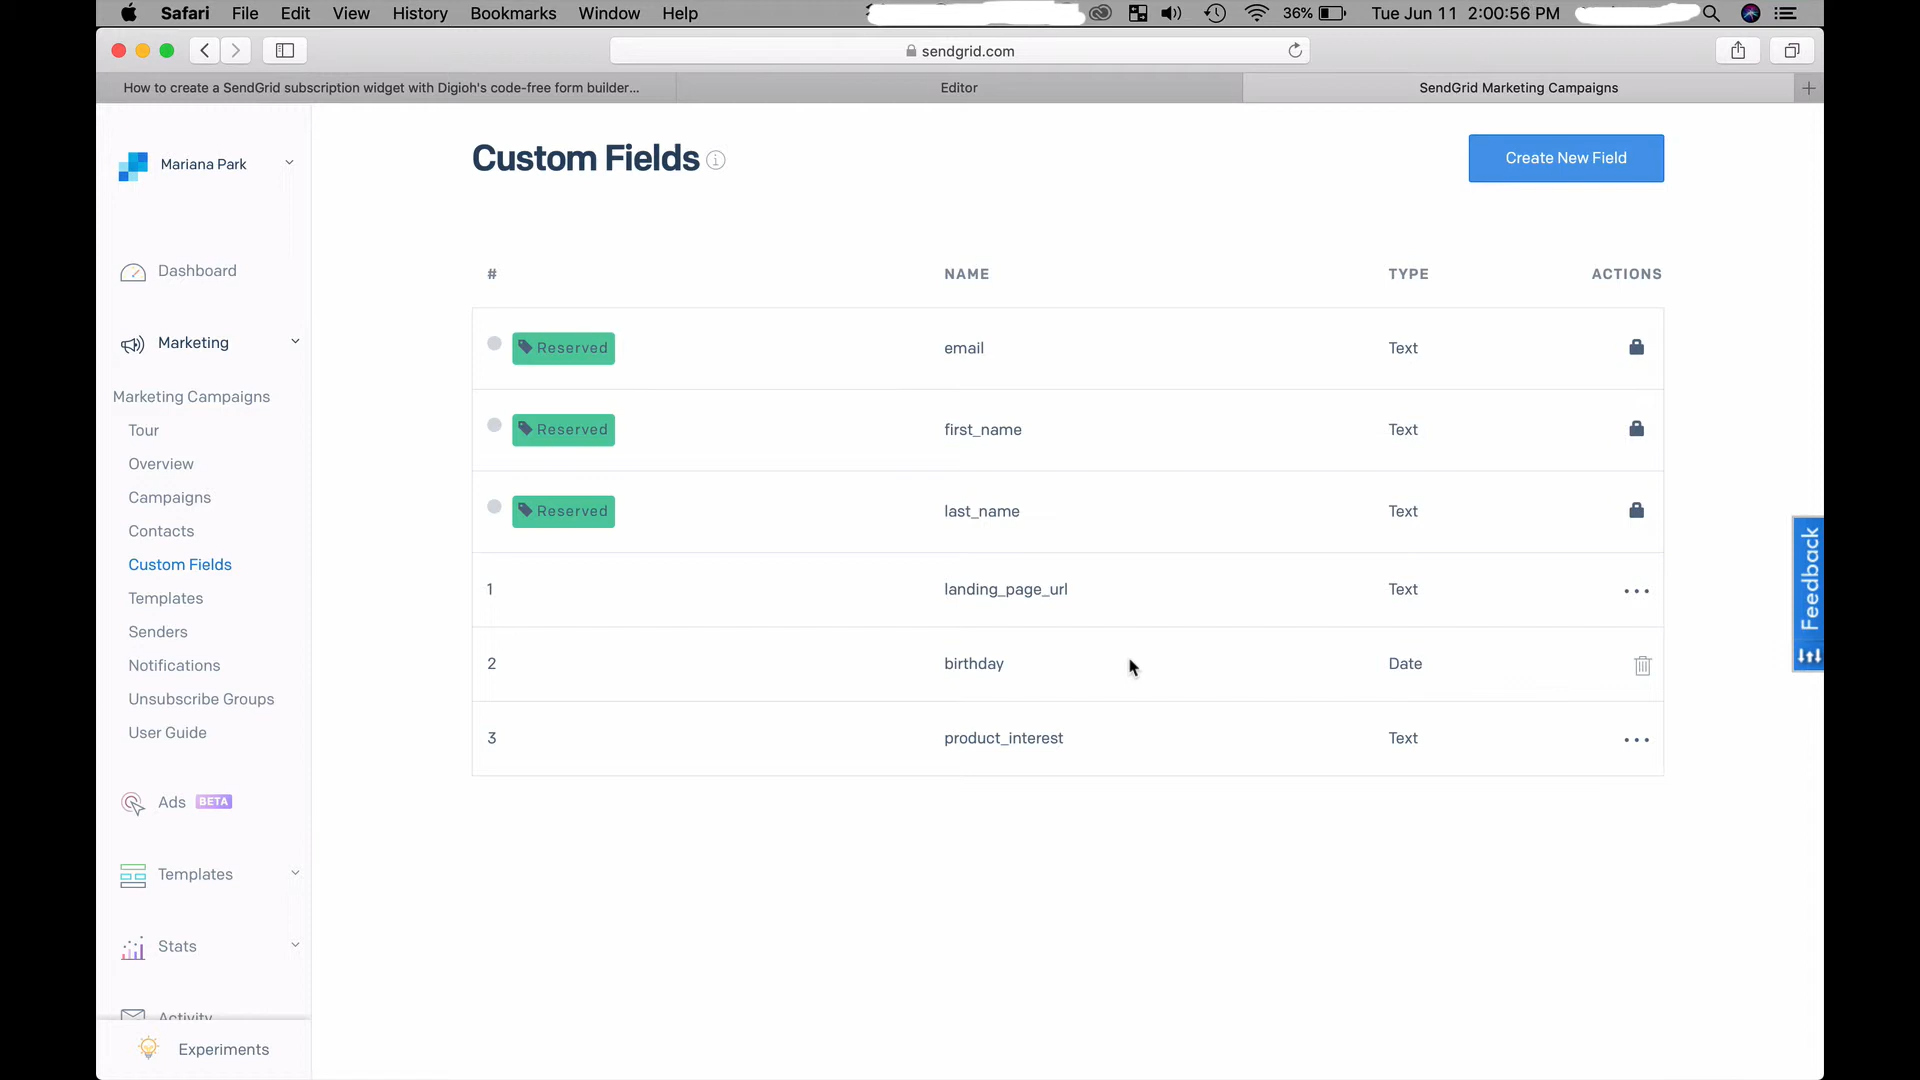 Safari File Edit View History Bookmarks Window Help 36% Tue Jun 11 2:00:56 PM
sendgrid.com
How to create a SendGrid subscription widget with Digioh's code-free form builder...
Editor
SendGrid Marketing Campaigns
Mariana Park
Dashboard
Marketing
Marketing Campaigns
Tour
Overview
Campaigns
Contacts
Custom Fields
Templates
Senders
Notifications
Unsubscribe Groups
User Guide
Ads BETA
Templates
Stats
Activity
Experiments
Custom Fields
Create New Field
# NAME TYPE ACTIONS
Reserved email Text
Reserved first_name Text
Reserved last_name Text
1 landing_page_url Text
2 birthday Date
3 product_interest Text
Feedback